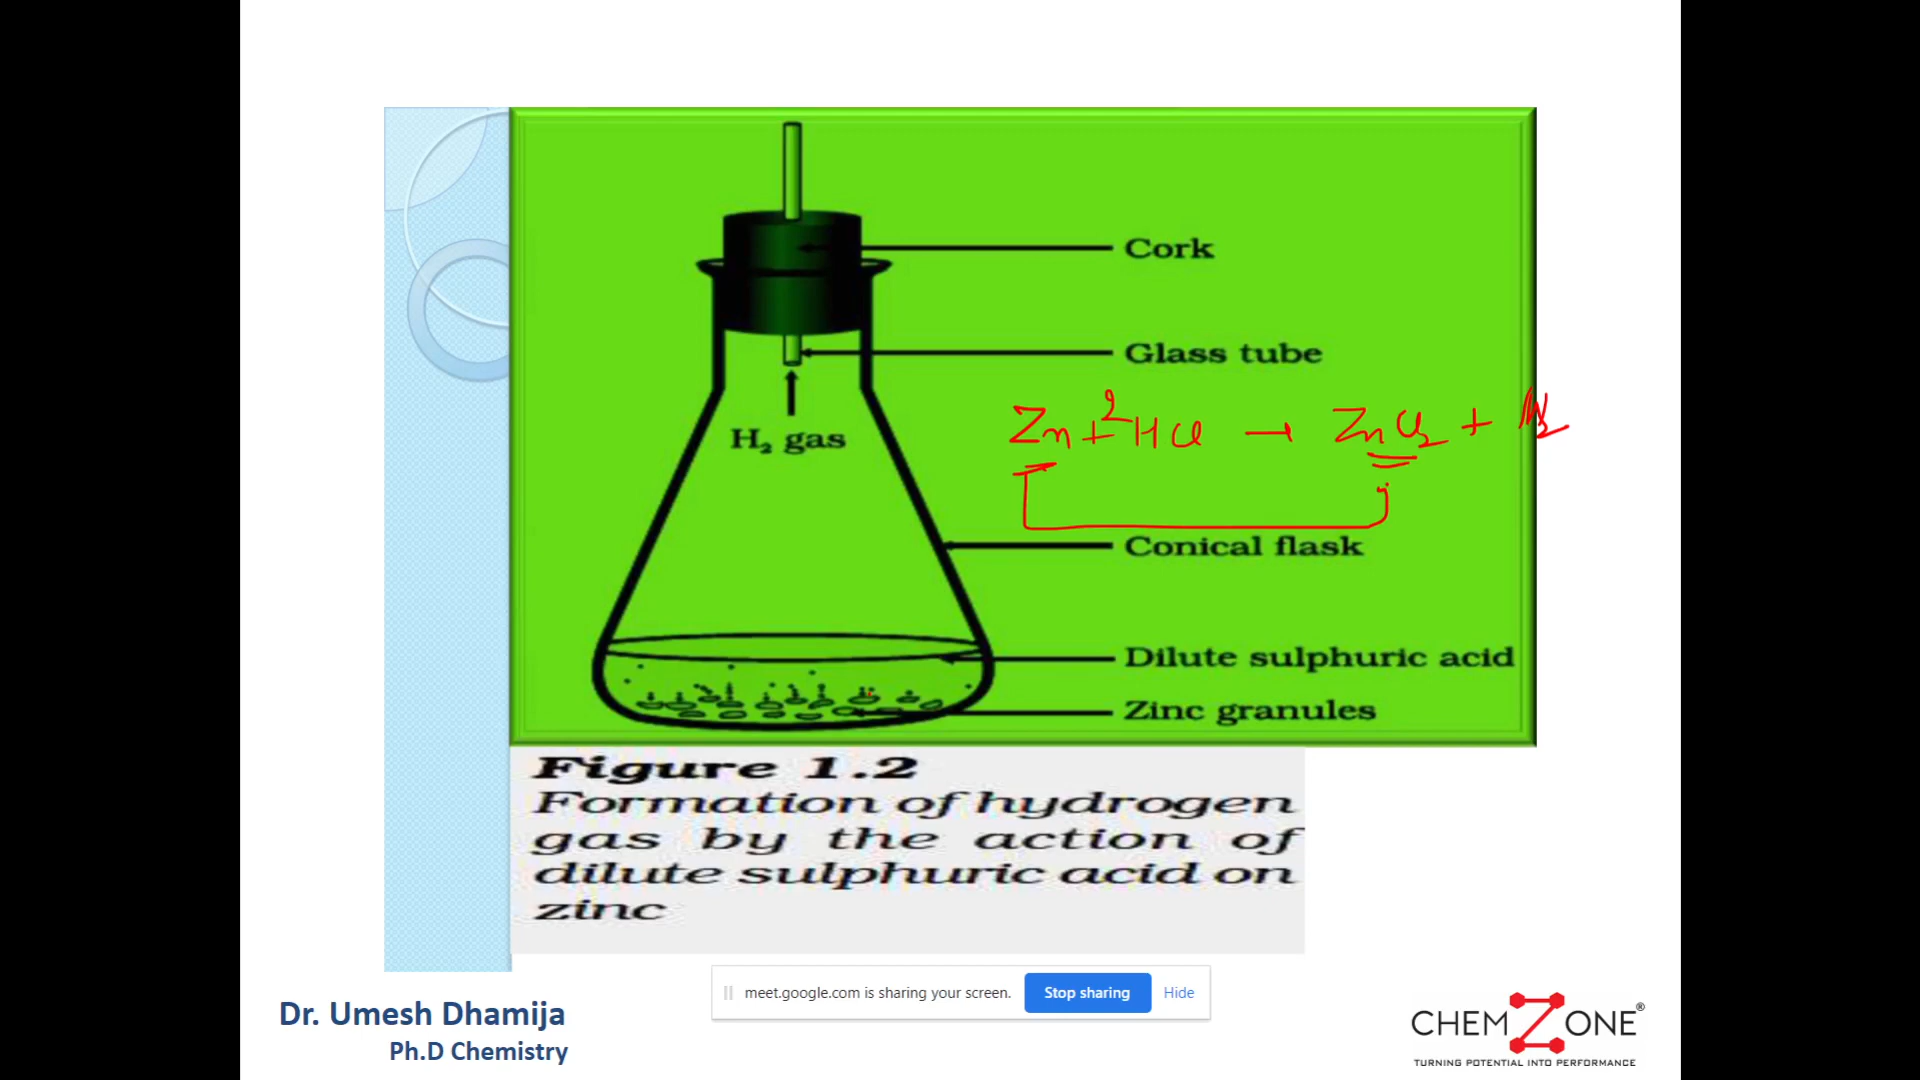 Cork
Glass tube
H₂ gas
Zn + 2HCl → ZnCl₂ + H₂
Conical flask
Dilute sulphuric acid
Zinc granules
Figure 1.2
Formation of hydrogen
gas by the action of
dilute sulphuric acid on
zinc
meet.google.com is sharing your screen. Stop sharing Hide
Dr. Umesh Dhamija
Ph.D Chemistry
CHEMZONE®
TURNING POTENTIAL INTO PERFORMANCE